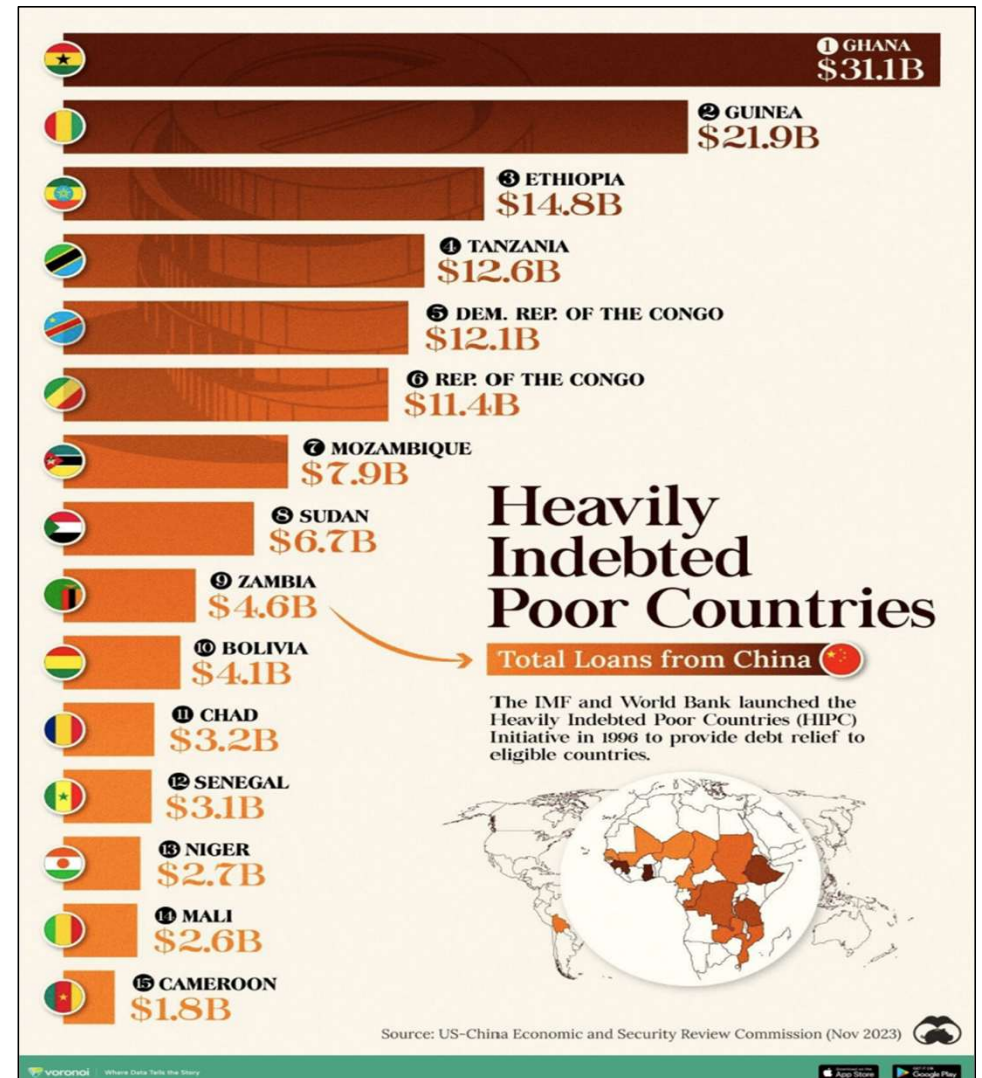 ❶ GHANA
$31.1B
❷ GUINEA
$21.9B
❸ ETHIOPIA
$14.8B
❹ TANZANIA
$12.6B
❺ DEM. REP. OF THE CONGO
$12.1B
❻ REP. OF THE CONGO
$11.4B
❼ MOZAMBIQUE
$7.9B
❽ SUDAN
$6.7B
❾ ZAMBIA
$4.6B
❿ BOLIVIA
$4.1B
⓫ CHAD
$3.2B
⓬ SENEGAL
$3.1B
⓭ NIGER
$2.7B
⓮ MALI
$2.6B
⓯ CAMEROON
$1.8B
Heavily
Indebted
Poor Countries
Total Loans from China
The IMF and World Bank launched the
Heavily Indebted Poor Countries (HIPC)
Initiative in 1996 to provide debt relief to
eligible countries.
Source: US-China Economic and Security Review Commission (Nov 2023)
voronoi
Where Data Tells the Story
App Store
Google Play